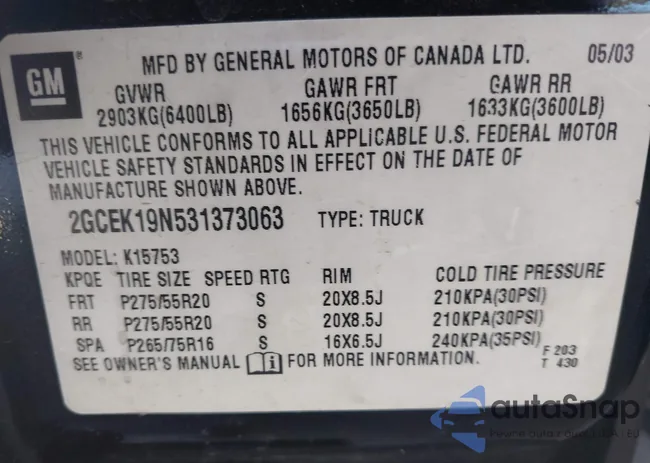 GM
MFD BY GENERAL MOTORS OF CANADA LTD. 05/03
GVWR GAWR FRT GAWR RR
2903KG(6400LB) 1656KG(3650LB) 1633KG(3600LB)
THIS VEHICLE CONFORMS TO ALL APPLICABLE U.S. FEDERAL MOTOR
VEHICLE SAFETY STANDARDS IN EFFECT ON THE DATE OF
MANUFACTURE SHOWN ABOVE.
2GCEK19N531373063 TYPE: TRUCK
MODEL: K15753
KPQE TIRE SIZE SPEED RTG RIM COLD TIRE PRESSURE
FRT P275/55R20 S 20X8.5J 210KPA(30PSI)
RR P275/55R20 S 20X8.5J 210KPA(30PSI)
SPA P265/75R16 S 16X6.5J 240KPA(35PSI)
F 203
T 430
SEE OWNER'S MANUAL FOR MORE INFORMATION.
autaSnap